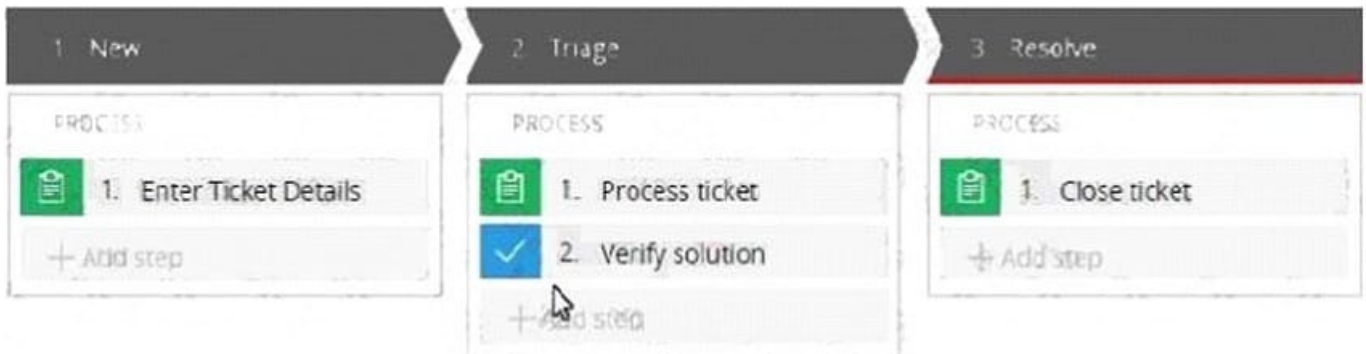 1 New
PROCESS
1. Enter Ticket Details
+ Add step
2 Triage
PROCESS
1. Process ticket
2. Verify solution
+ Add step
3 Resolve
PROCESS
1. Close ticket
+ Add step